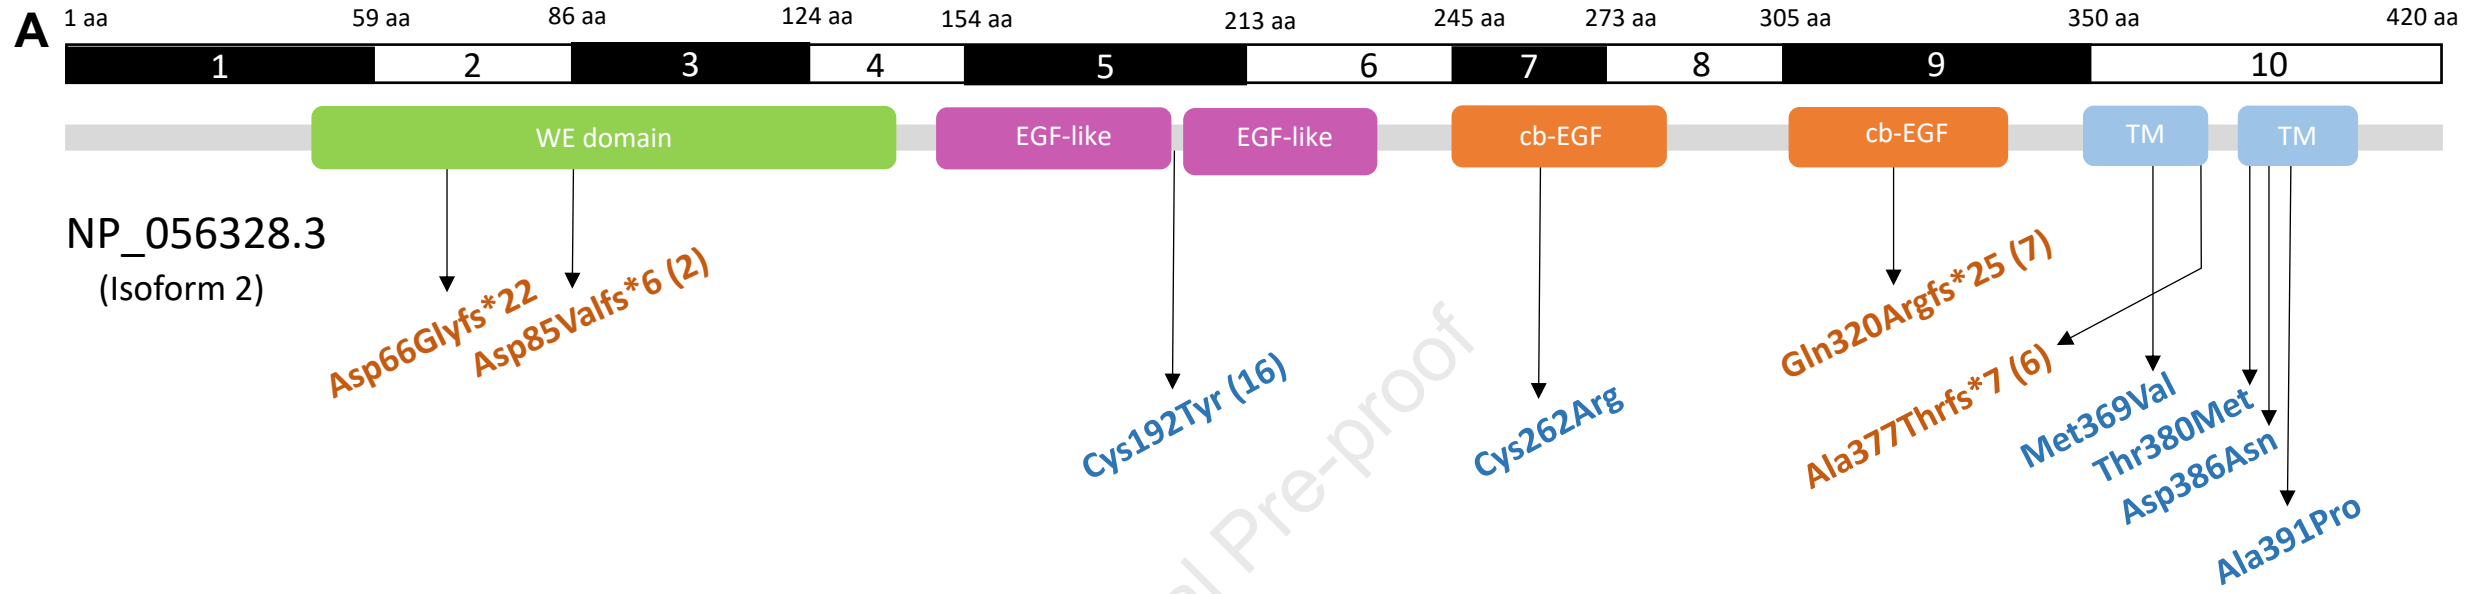 A
1 aa 59 aa 86 aa 124 aa 154 aa 213 aa 245 aa 273 aa 305 aa 350 aa 420 aa
1 2 3 4 5 6 7 8 9 10
WE domain EGF-like EGF-like cb-EGF cb-EGF TM TM
NP_056328.3
(Isoform 2)
Asp66Glyfs*22
Asp85Valfs*6 (2)
Cys192Tyr (16)
Cys262Arg
Gln320Argfs*25 (7)
Ala377Thrfs*7 (6)
Met369Val
Thr380Met
Asp386Asn
Ala391Pro
al Pre-proof